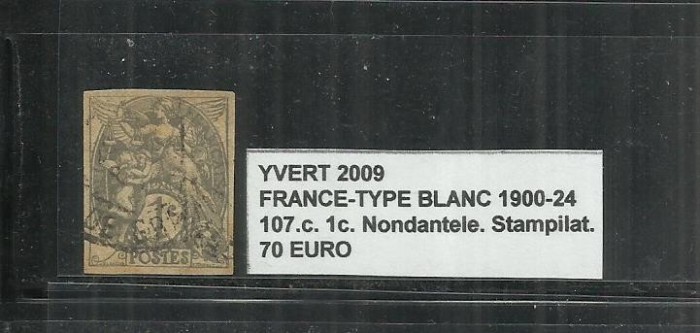 POSTES
YVERT 2009
FRANCE-TYPE BLANC 1900-24
107.c. 1c. Nondantele. Stampilat.
70 EURO